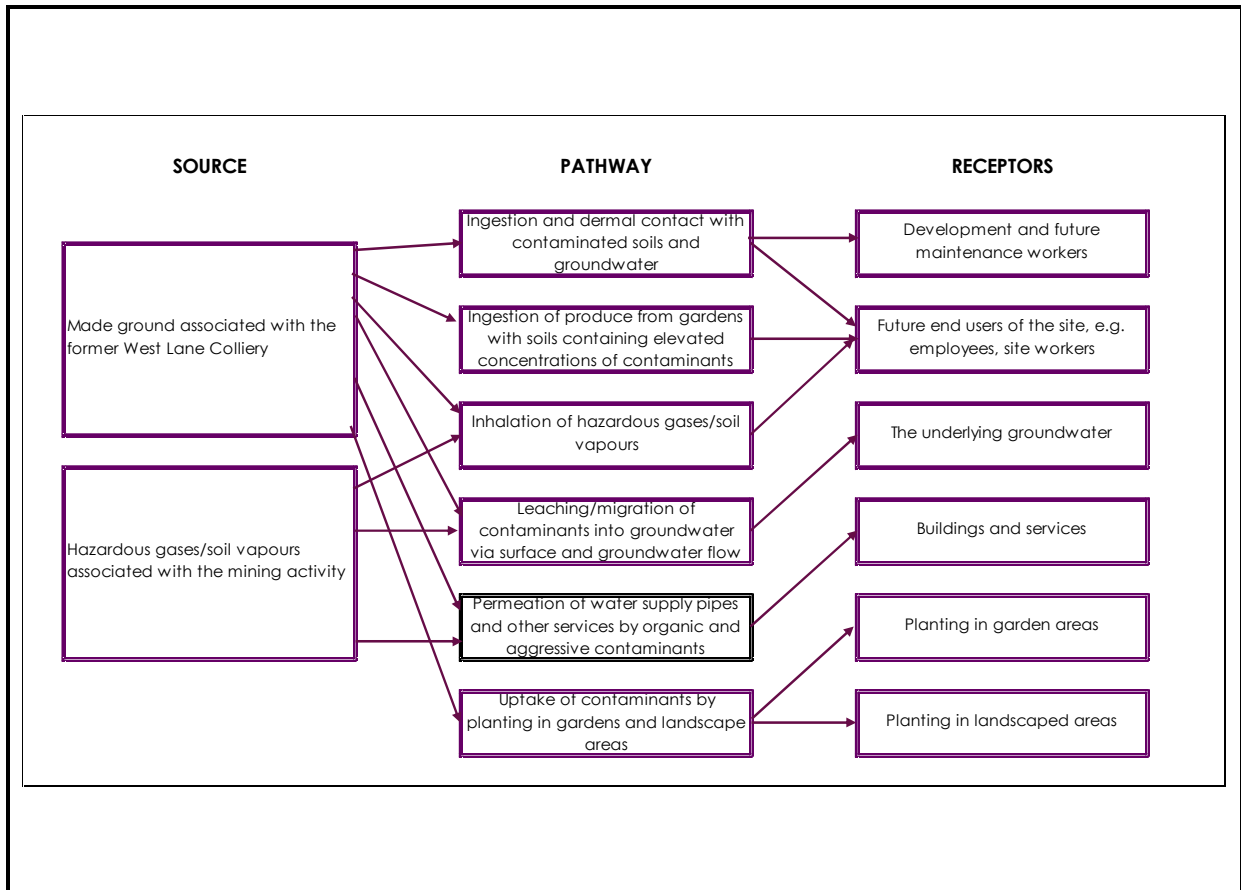 SOURCE
PATHWAY
RECEPTORS
Made ground associated with the
former West Lane Colliery
Hazardous gases/soil vapours
associated with the mining activity
Ingestion and dermal contact with
contaminated soils and
groundwater
Ingestion of produce from gardens
with soils containing elevated
concentrations of contaminants
Inhalation of hazardous gases/soil
vapours
Leaching/migration of
contaminants into groundwater
via surface and groundwater flow
Permeation of water supply pipes
and other services by organic and
aggressive contaminants
Uptake of contaminants by
planting in gardens and landscape
areas
Development and future
maintenance workers
Future end users of the site, e.g.
employees, site workers
The underlying groundwater
Buildings and services
Planting in garden areas
Planting in landscaped areas